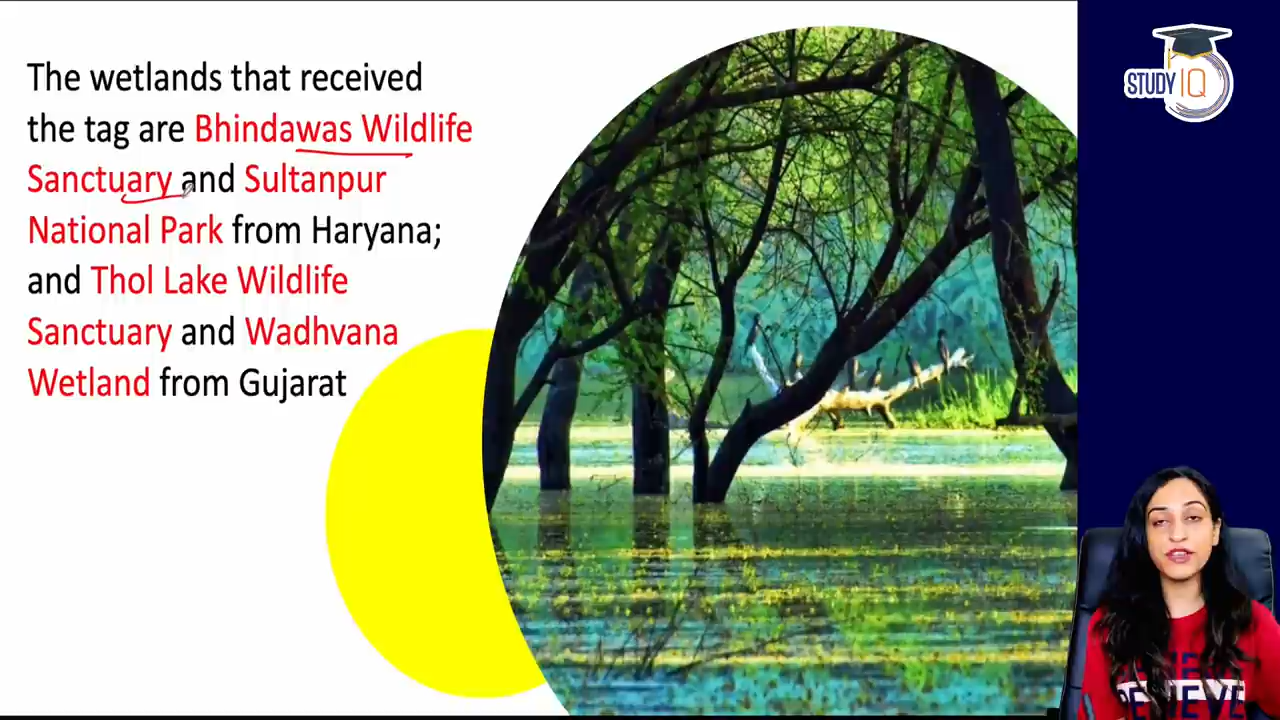 The wetlands that received
the tag are Bhindawas Wildlife
Sanctuary and Sultanpur
National Park from Haryana;
and Thol Lake Wildlife
Sanctuary and Wadhvana
Wetland from Gujarat
STUDY IQ